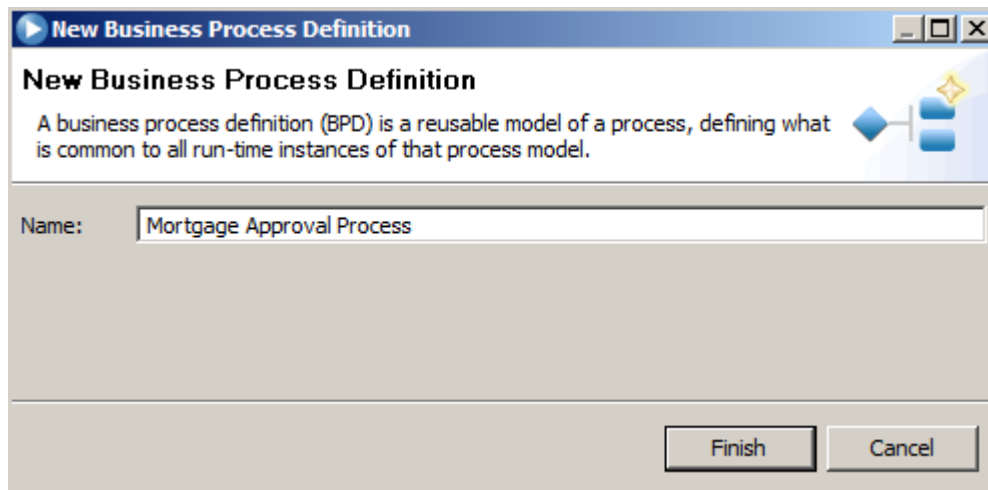 New Business Process Definition
New Business Process Definition
A business process definition (BPD) is a reusable model of a process, defining what
is common to all run-time instances of that process model.
Name: Mortgage Approval Process
Finish Cancel